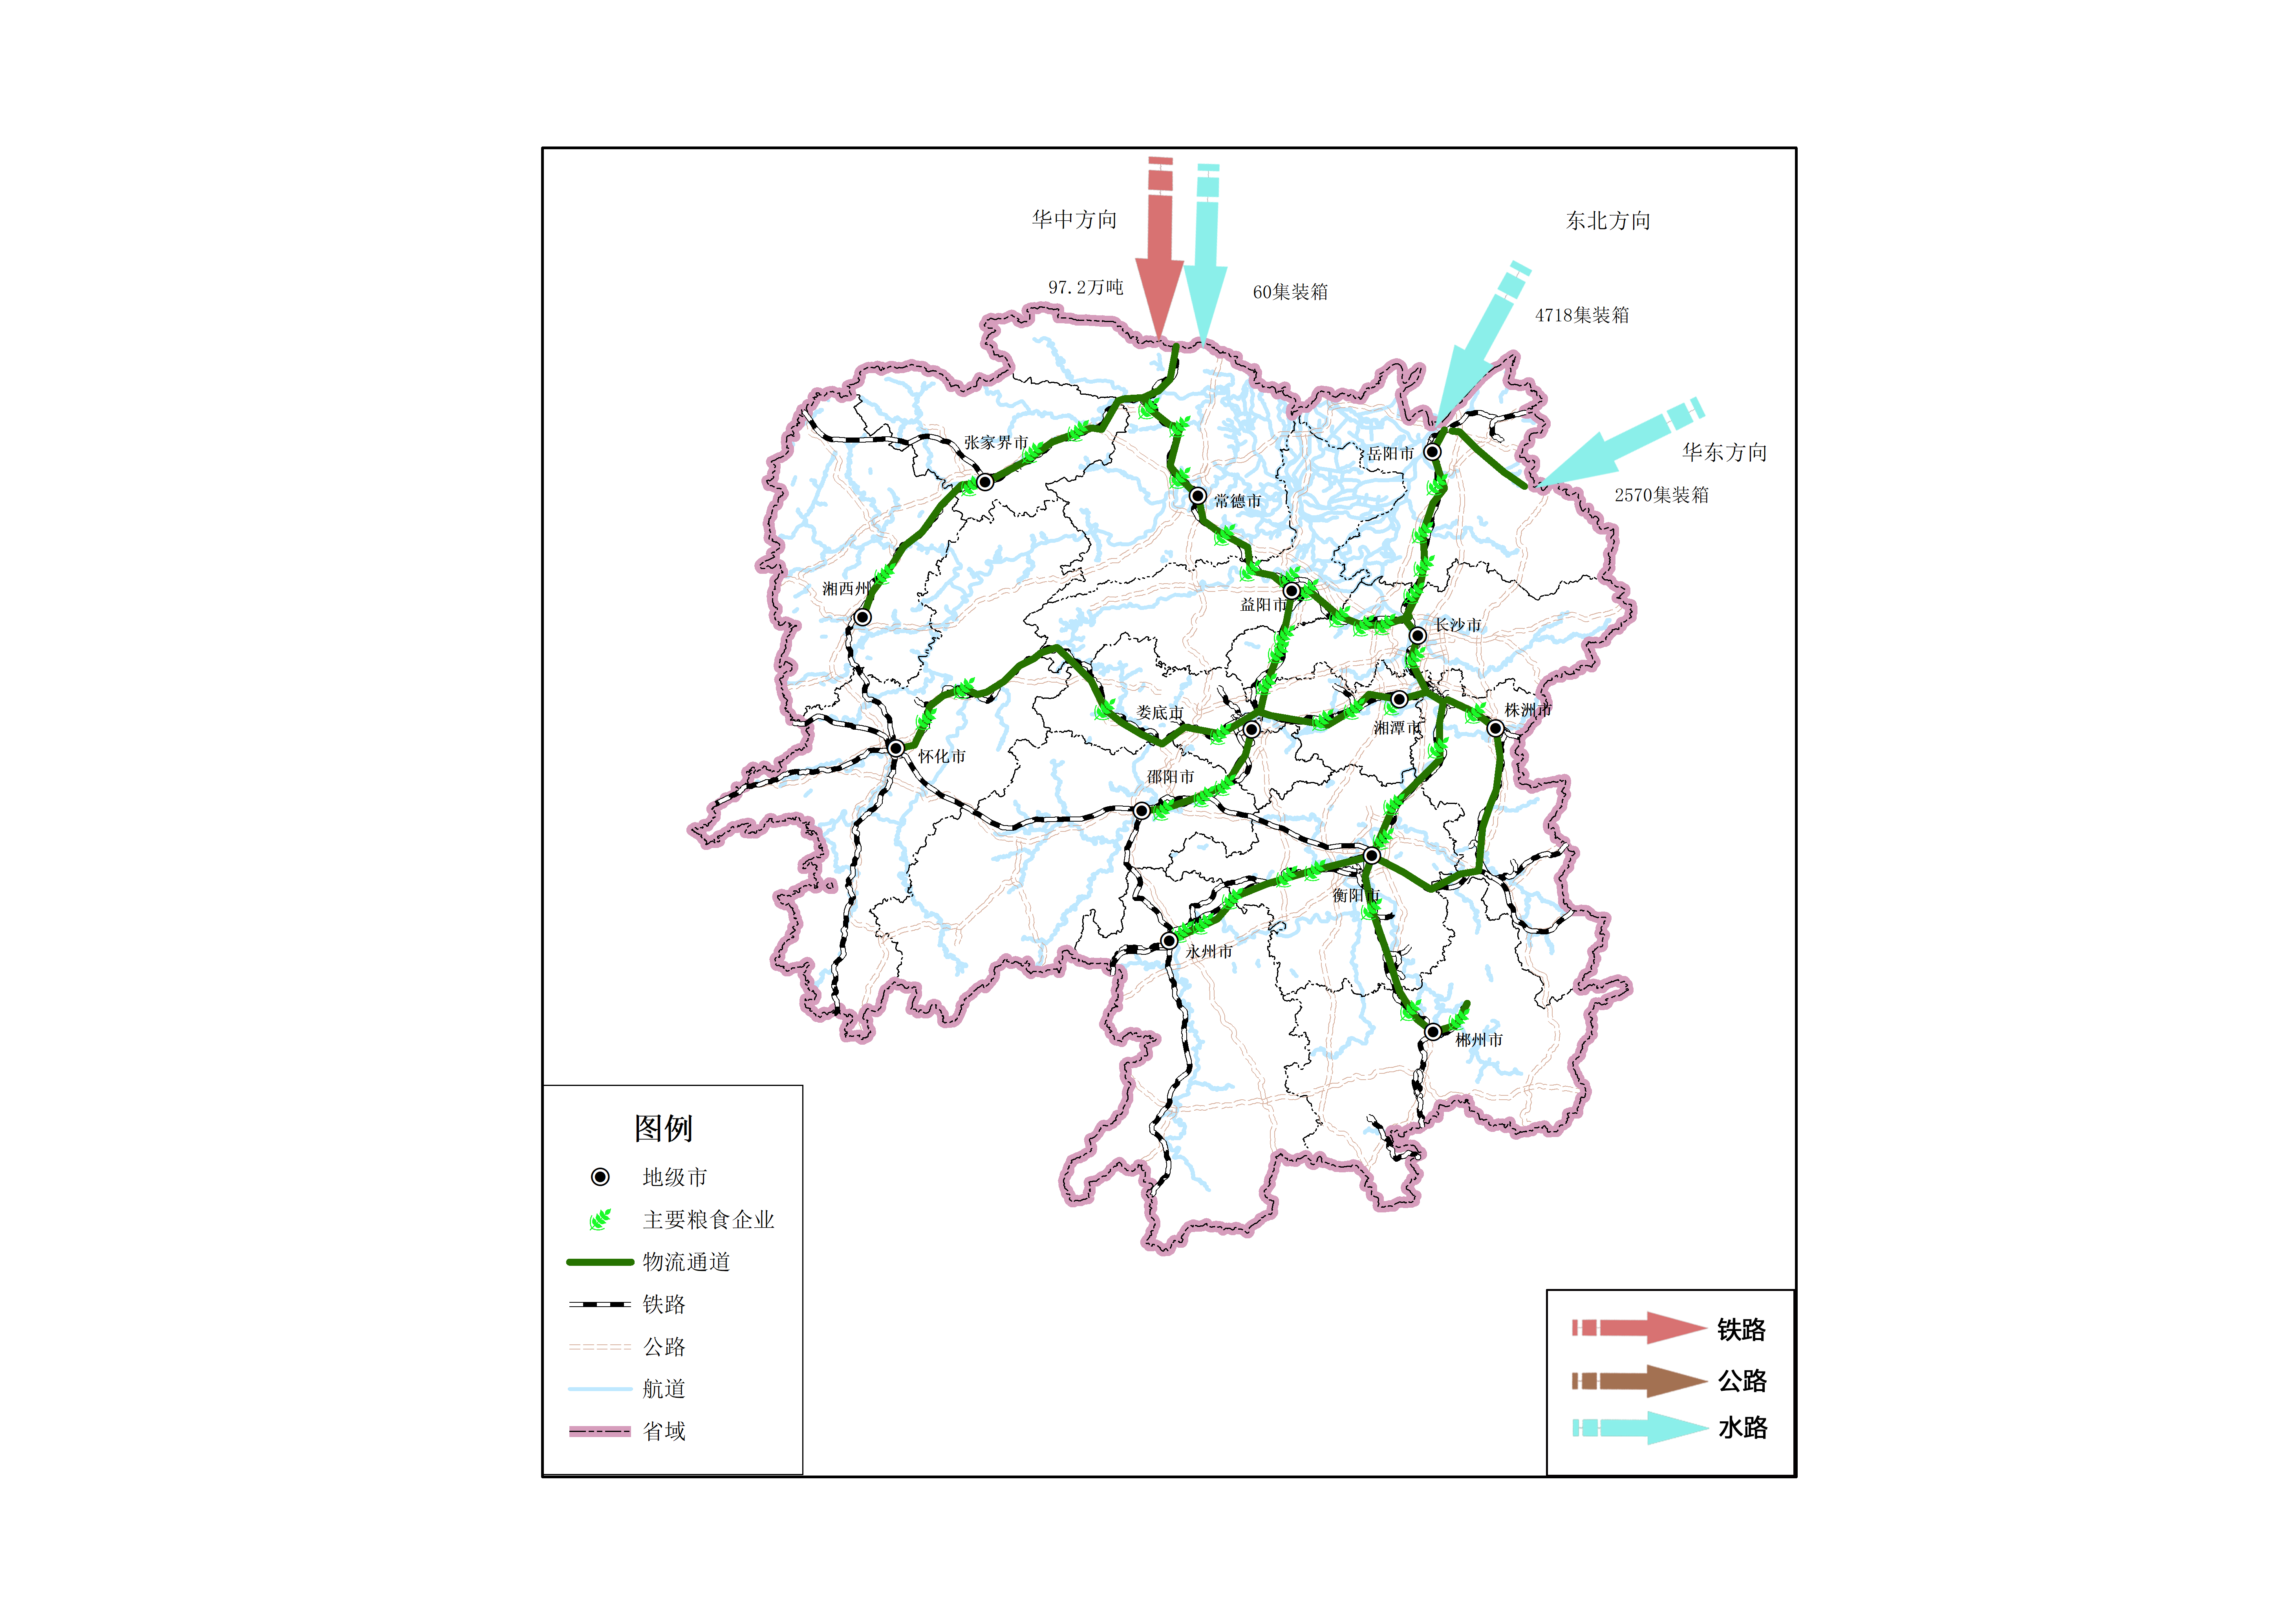 华中方向
东北方向
97.2万吨
60集装箱
4718集装箱
华东方向
2570集装箱
张家界市
岳阳市
常德市
湘西州
益阳市
长沙市
娄底市
湘潭市
株洲市
怀化市
邵阳市
衡阳市
永州市
郴州市
图例
地级市
主要粮食企业
物流通道
铁路
公路
航道
省域
铁路
公路
水路